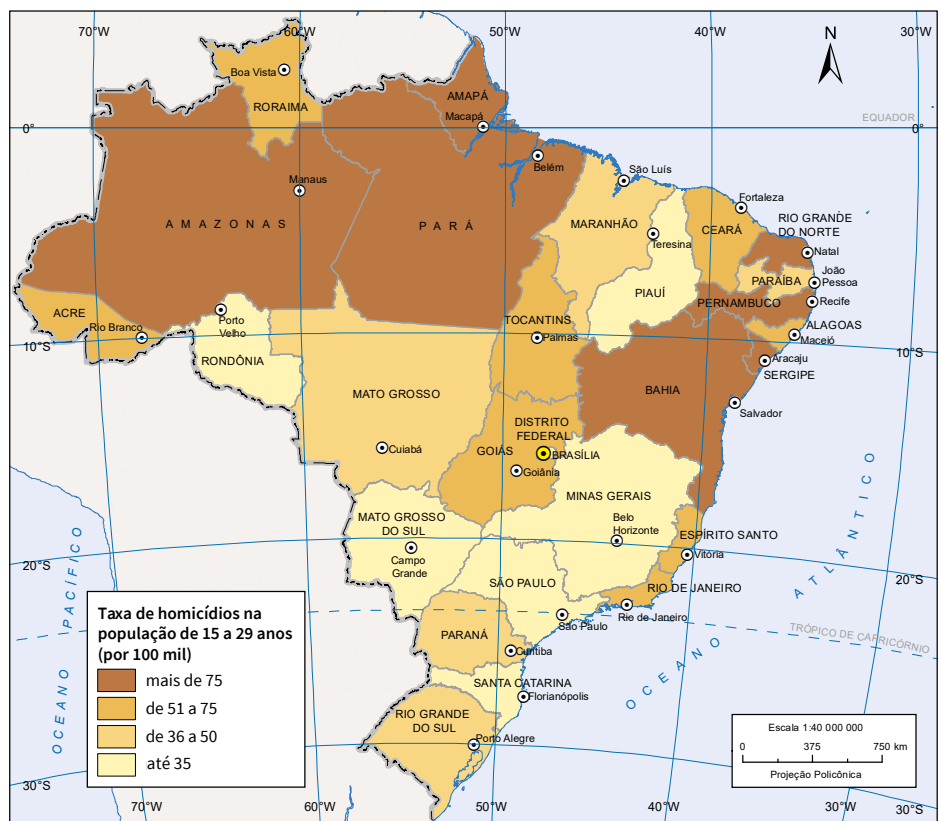 70°W
60°W
50°W
40°W
30°W
N
Boa Vista
RORAIMA
AMAPÁ
Macapá
EQUADOR
0°
0°
Belém
São Luís
Manaus
Fortaleza
AMAZONAS
PARÁ
MARANHÃO
Teresina
CEARÁ
RIO GRANDE
DO NORTE
Natal
PARAÍBA
João
Pessoa
PIAUÍ
PERNAMBUCO
Recife
ACRE
Rio Branco
Porto
Velho
TOCANTINS
Palmas
ALAGOAS
Maceió
10°S
10°S
RONDÔNIA
Aracaju
SERGIPE
MATO GROSSO
BAHIA
Salvador
DISTRITO
FEDERAL
Cuiabá
GOIÁS
BRASÍLIA
Goiânia
MINAS GERAIS
MATO GROSSO
DO SUL
Belo
Horizonte
ESPÍRITO SANTO
Vitória
Campo
Grande
20°S
20°S
SÃO PAULO
RIO DE JANEIRO
Rio de Janeiro
São Paulo
OCEANO PACÍFICO
OCEANO ATLÂNTICO
TRÓPICO DE CAPRICÓRNIO
PARANÁ
Curitiba
SANTA CATARINA
Florianópolis
RIO GRANDE
DO SUL
Porto Alegre
Taxa de homicídios na
população de 15 a 29 anos
(por 100 mil)
mais de 75
de 51 a 75
de 36 a 50
até 35
Escala 1:40 000 000
0 375 750 km
Projeção Policônica
30°S
30°S
70°W
60°W
50°W
40°W
30°W